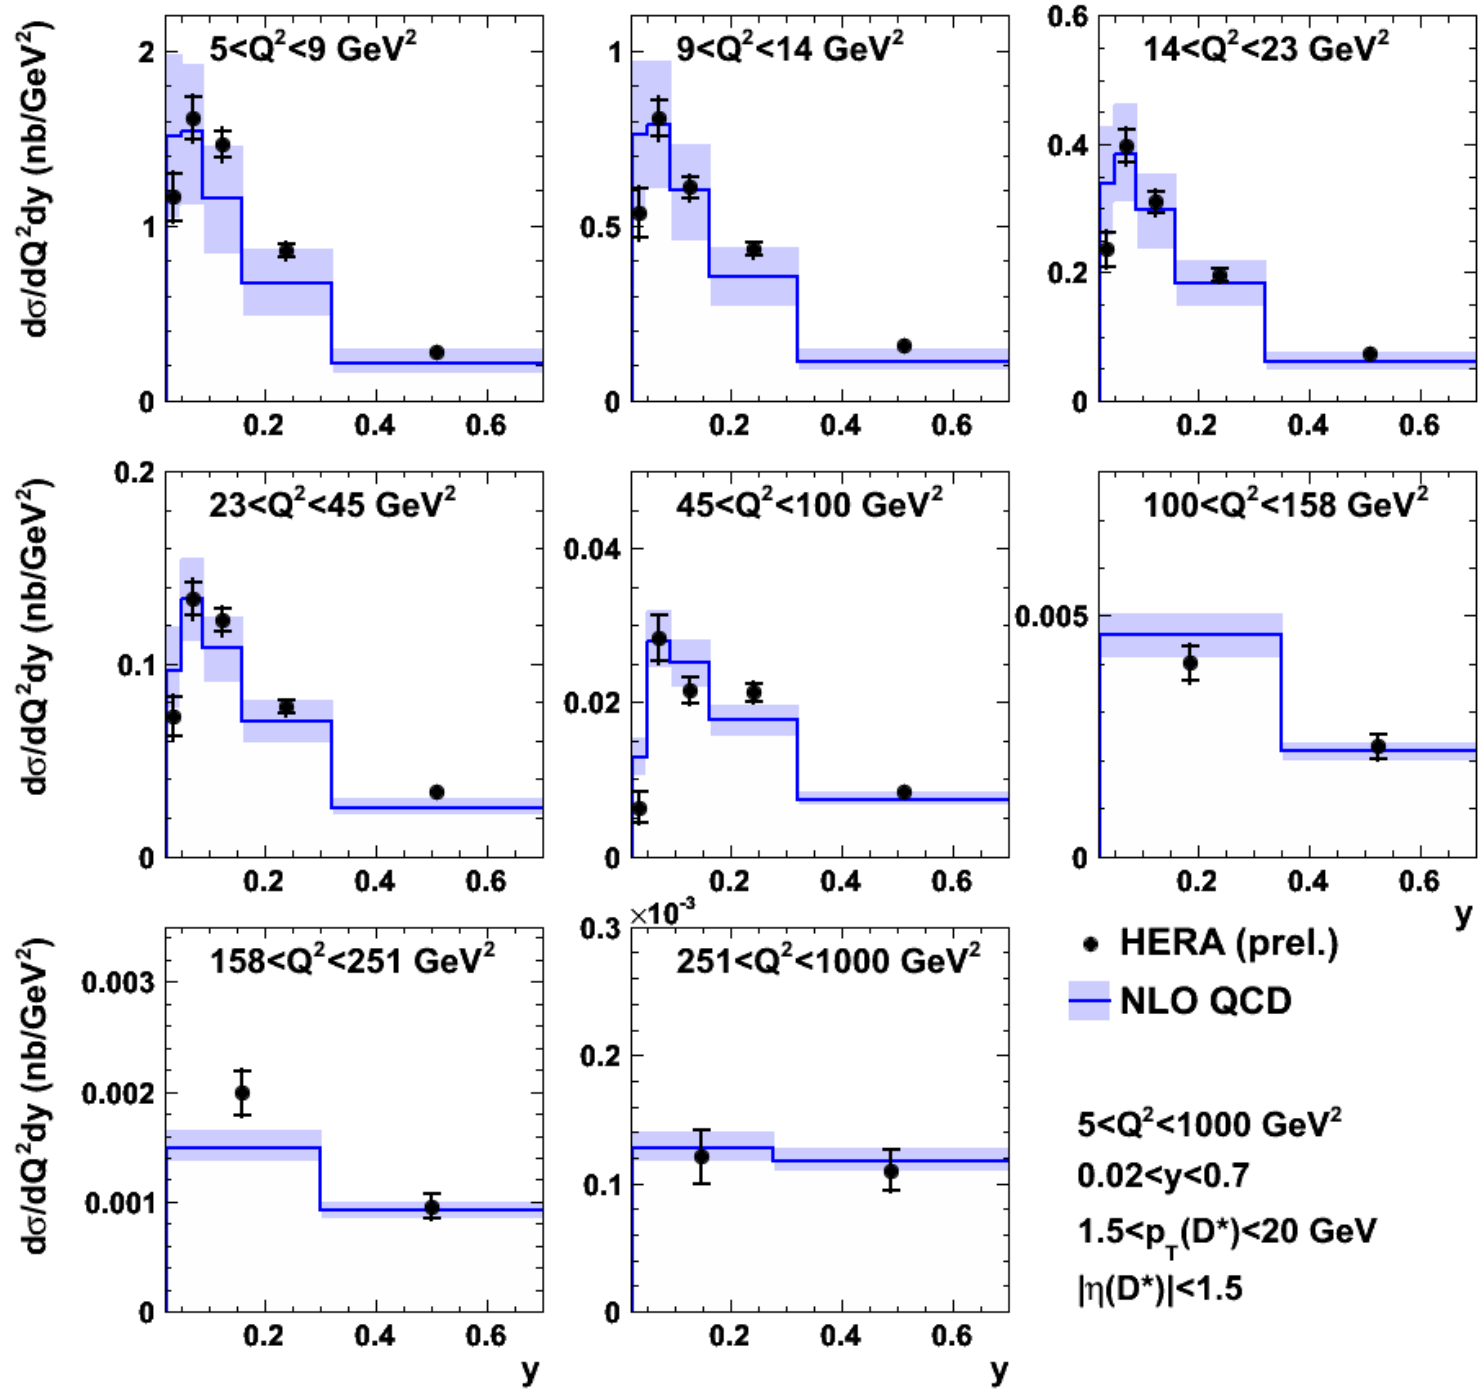 dσ/dQ²dy (nb/GeV²)
5<Q²<9 GeV²
2
1
0
0.2 0.4 0.6
9<Q²<14 GeV²
1
0.5
0
0.2 0.4 0.6
14<Q²<23 GeV²
0.6
0.4
0.2
0
0.2 0.4 0.6
dσ/dQ²dy (nb/GeV²)
23<Q²<45 GeV²
0.2
0.1
0
0.2 0.4 0.6
45<Q²<100 GeV²
0.04
0.02
0
0.2 0.4 0.6
100<Q²<158 GeV²
0.005
0
0.2 0.4 0.6
y
dσ/dQ²dy (nb/GeV²)
158<Q²<251 GeV²
0.003
0.002
0.001
0
0.2 0.4 0.6
y
×10⁻³
251<Q²<1000 GeV²
0.3
0.2
0.1
0
0.2 0.4 0.6
y
HERA (prel.)
NLO QCD
5<Q²<1000 GeV²
0.02<y<0.7
1.5<p_T(D*)<20 GeV
|η(D*)|<1.5